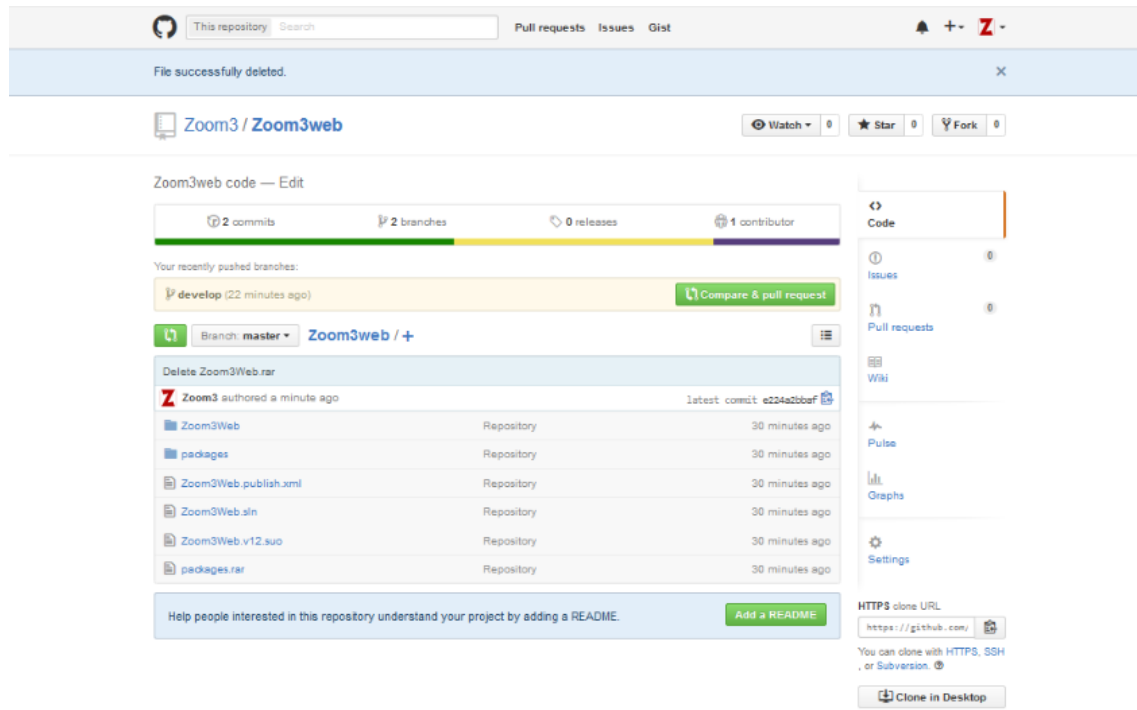 This repository Search Pull requests Issues Gist
File successfully deleted.
Zoom3 / Zoom3web Watch 0 Star 0 Fork 0
Zoom3web code — Edit
2 commits 2 branches 0 releases 1 contributor
Your recently pushed branches:
develop (22 minutes ago) Compare & pull request
Branch: master Zoom3web / +
Delete Zoom3Web.rar
Zoom3 authored a minute ago latest commit e224a2bbaf
Zoom3Web Repository 30 minutes ago
packages Repository 30 minutes ago
Zoom3Web.publish.xml Repository 30 minutes ago
Zoom3Web.sln Repository 30 minutes ago
Zoom3Web.v12.suo Repository 30 minutes ago
packages.rar Repository 30 minutes ago
Help people interested in this repository understand your project by adding a README. Add a README
Code
Issues 0
Pull requests 0
Wiki
Pulse
Graphs
Settings
HTTPS clone URL
https://github.com/
You can clone with HTTPS, SSH
, or Subversion.
Clone in Desktop